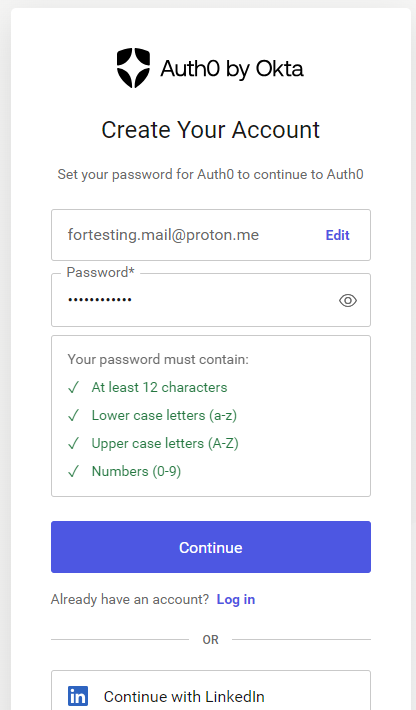 Auth0 by Okta
Create Your Account
Set your password for Auth0 to continue to Auth0
fortesting.mail@proton.me Edit
Password*
••••••••••••
Your password must contain:
✓ At least 12 characters
✓ Lower case letters (a-z)
✓ Upper case letters (A-Z)
✓ Numbers (0-9)
Continue
Already have an account? Log in
OR
in Continue with LinkedIn